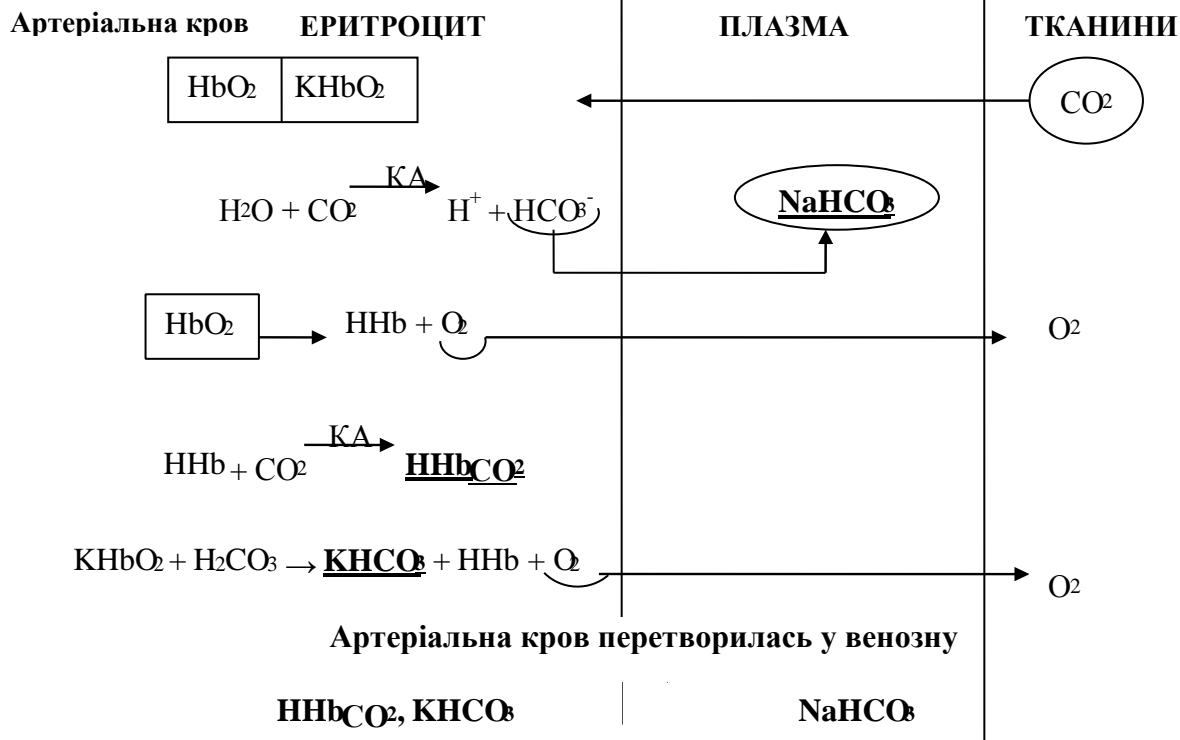 Артеріальна кров ЕРИТРОЦИТ ПЛАЗМА ТКАНИНИ
HbO2 KHbO2 CO2
КА
H2O + CO2 H+ + HCO3- NaHCO3
HbO2 HHb + O2 O2
КА
HHb + CO2 HHbCO2
KHbO2 + H2CO3 → KHCO3 + HHb + O2 O2
Артеріальна кров перетворилась у венозну
HHbCO2, KHCO3 NaHCO3